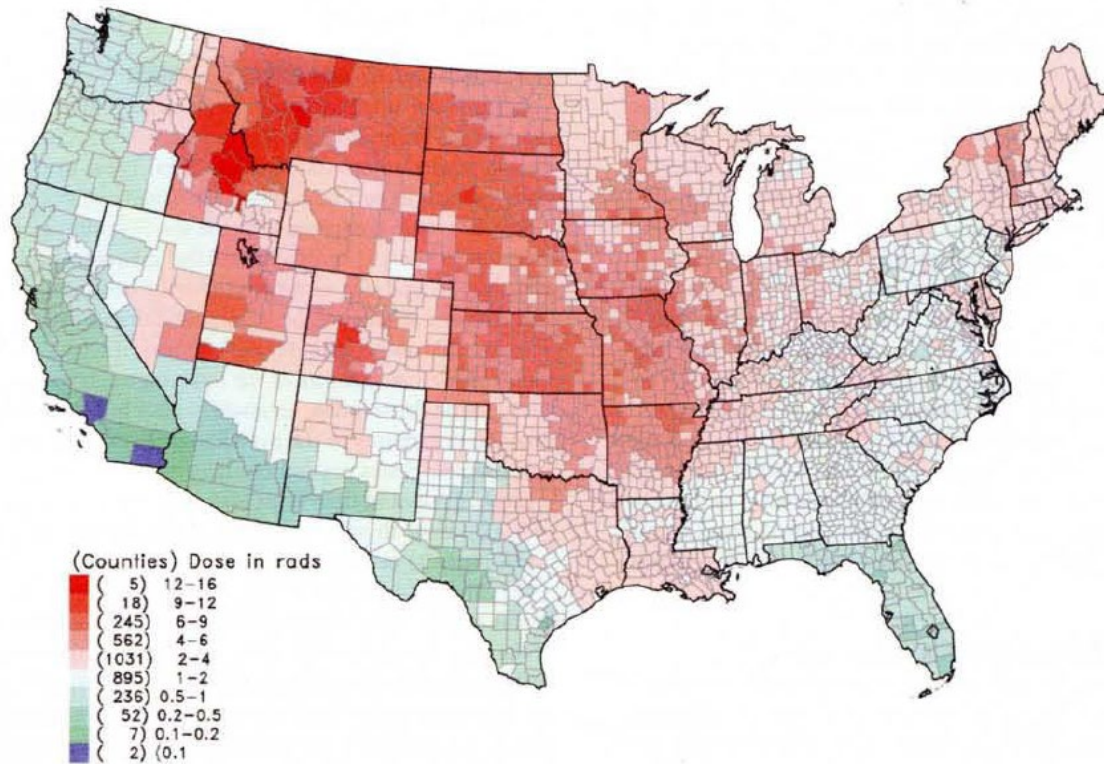 (Counties) Dose in rads
( 5) 12-16
( 18) 9-12
( 245) 6-9
( 562) 4-6
(1031) 2-4
( 895) 1-2
( 236) 0.5-1
( 52) 0.2-0.5
( 7) 0.1-0.2
( 2) ⟨0.1